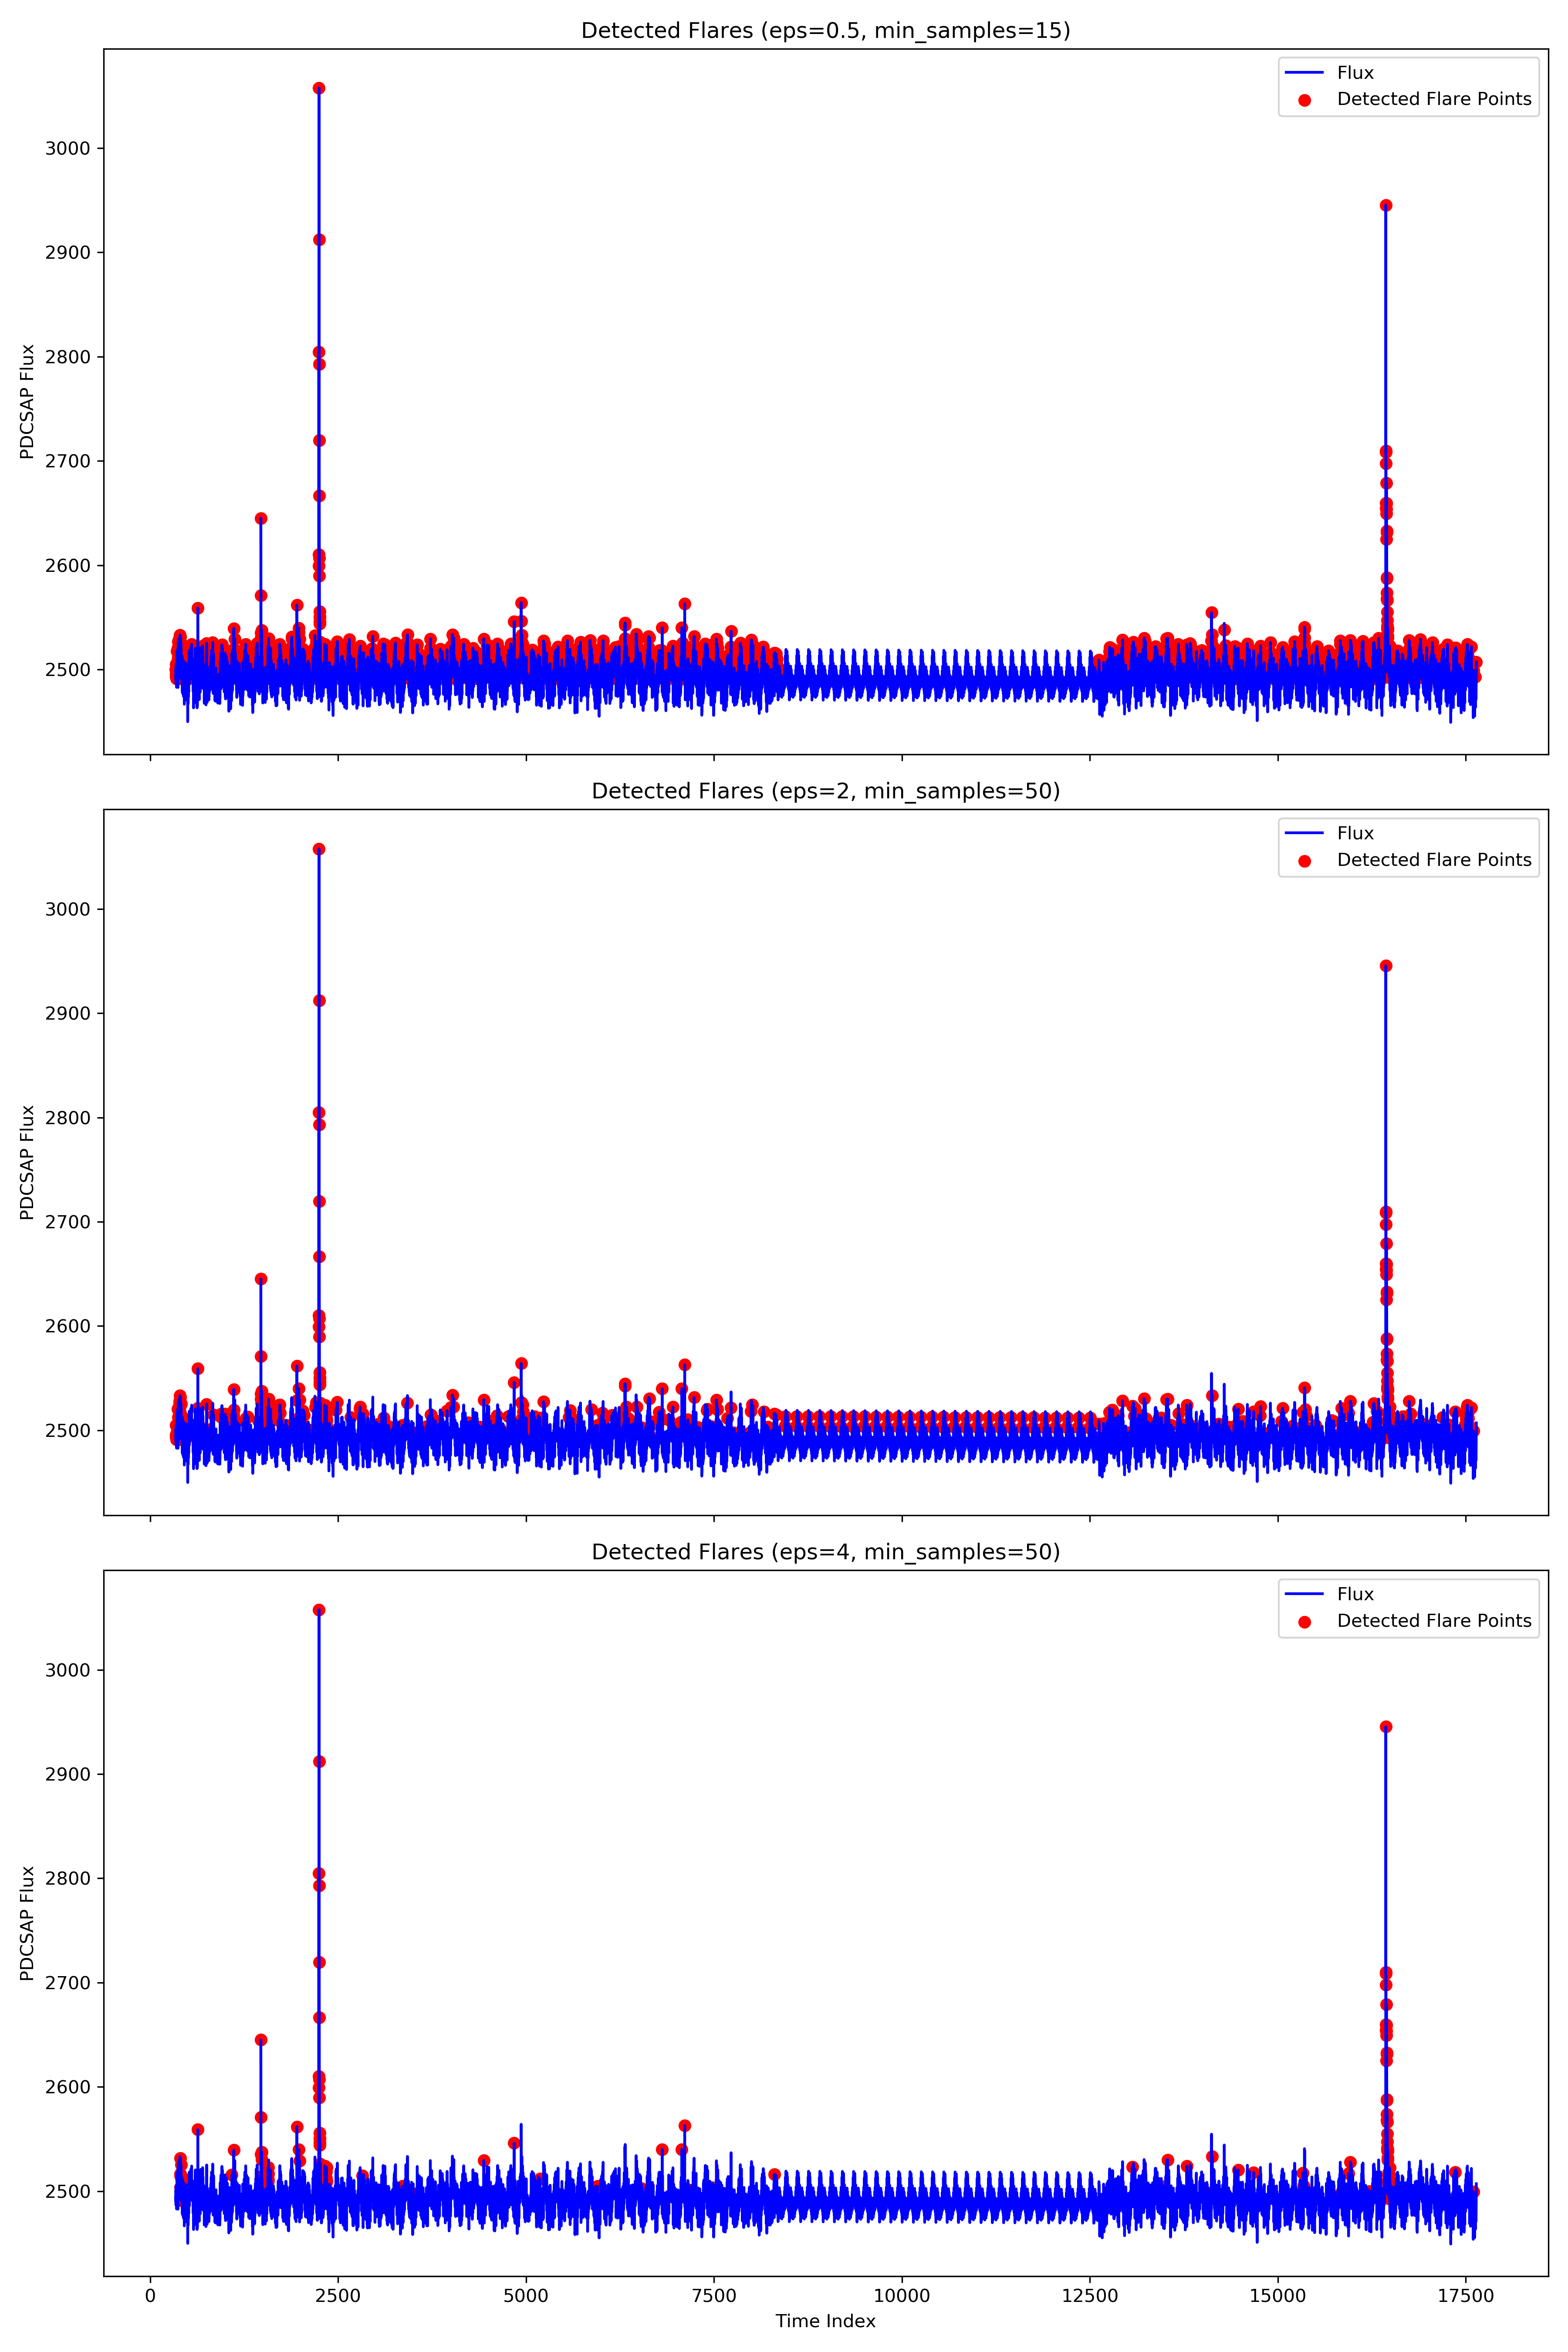 Detected Flares (eps=0.5, min_samples=15)
Flux
Detected Flare Points
3000
2900
2800
2700
2600
2500
PDCSAP Flux
Detected Flares (eps=2, min_samples=50)
Flux
Detected Flare Points
3000
2900
2800
2700
2600
2500
PDCSAP Flux
Detected Flares (eps=4, min_samples=50)
Flux
Detected Flare Points
3000
2900
2800
2700
2600
2500
PDCSAP Flux
0 2500 5000 7500 10000 12500 15000 17500
Time Index